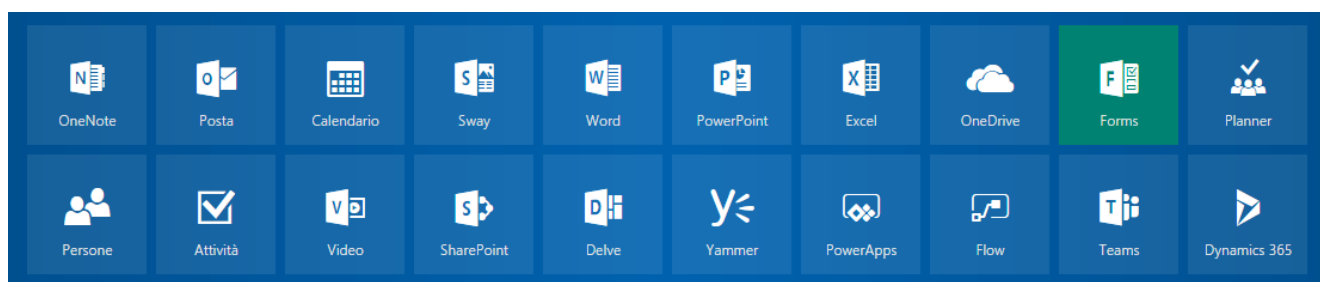 OneNote Posta Calendario Sway Word PowerPoint Excel OneDrive Forms Planner
Persone Attività Video SharePoint Delve Yammer PowerApps Flow Teams Dynamics 365